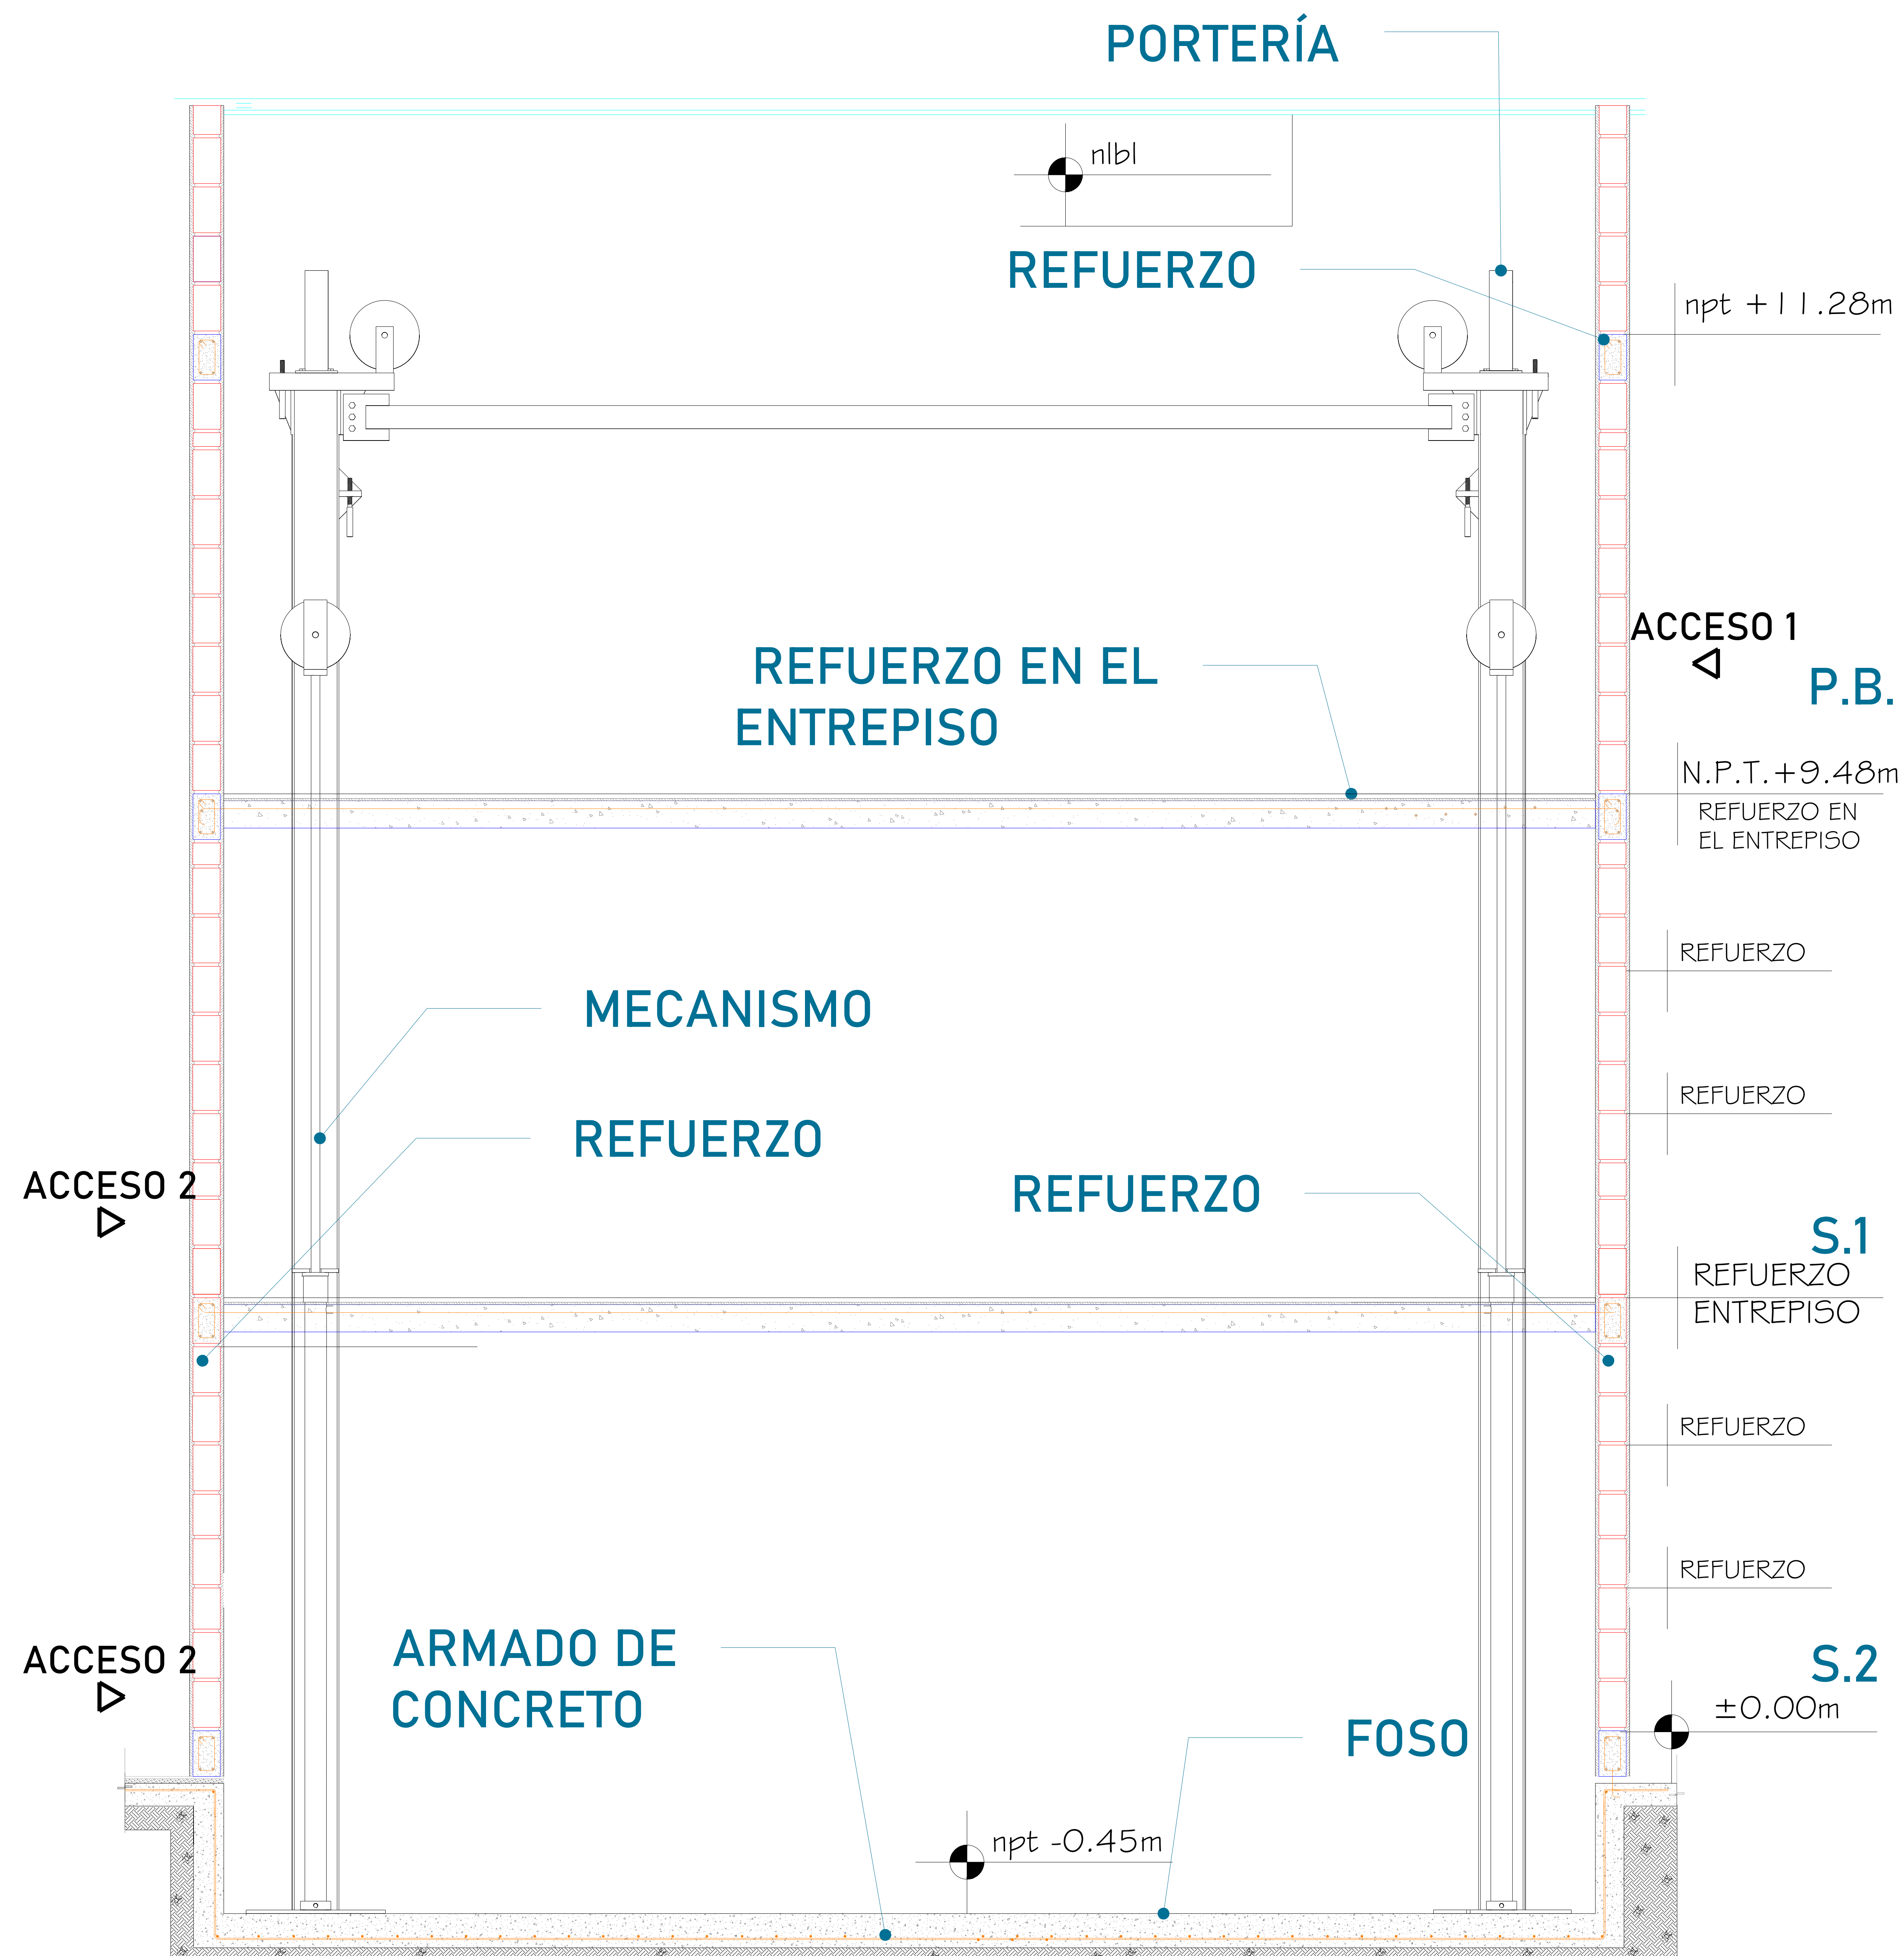 PORTERÍA
nlbl
REFUERZO
npt +11.28m
ACCESO 1
REFUERZO EN EL
ENTREPISO
P.B.
N.P.T.+9.48m
REFUERZO EN
EL ENTREPISO
REFUERZO
MECANISMO
REFUERZO
REFUERZO
ACCESO 2
REFUERZO
S.1
REFUERZO
ENTREPISO
REFUERZO
REFUERZO
ARMADO DE
CONCRETO
ACCESO 2
S.2
±0.00m
FOSO
npt -0.45m